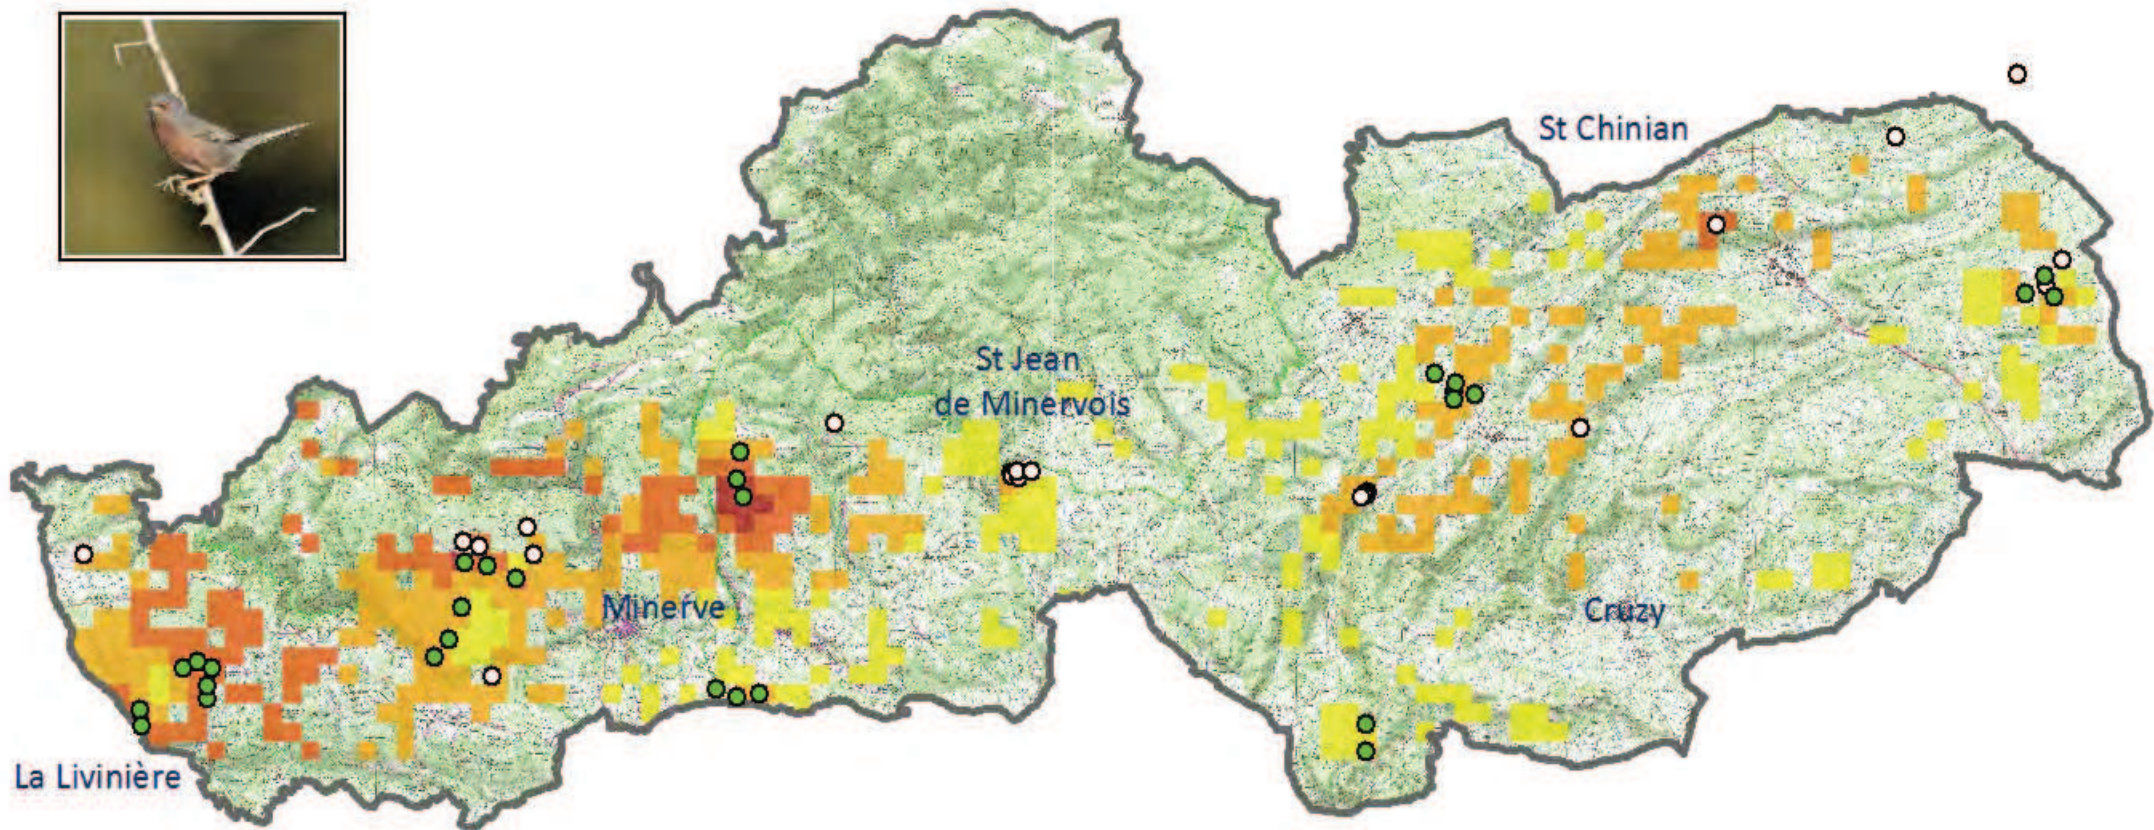 St Chinian
St Jean
de Minervois
Minerve
Cruzy
La Livinière